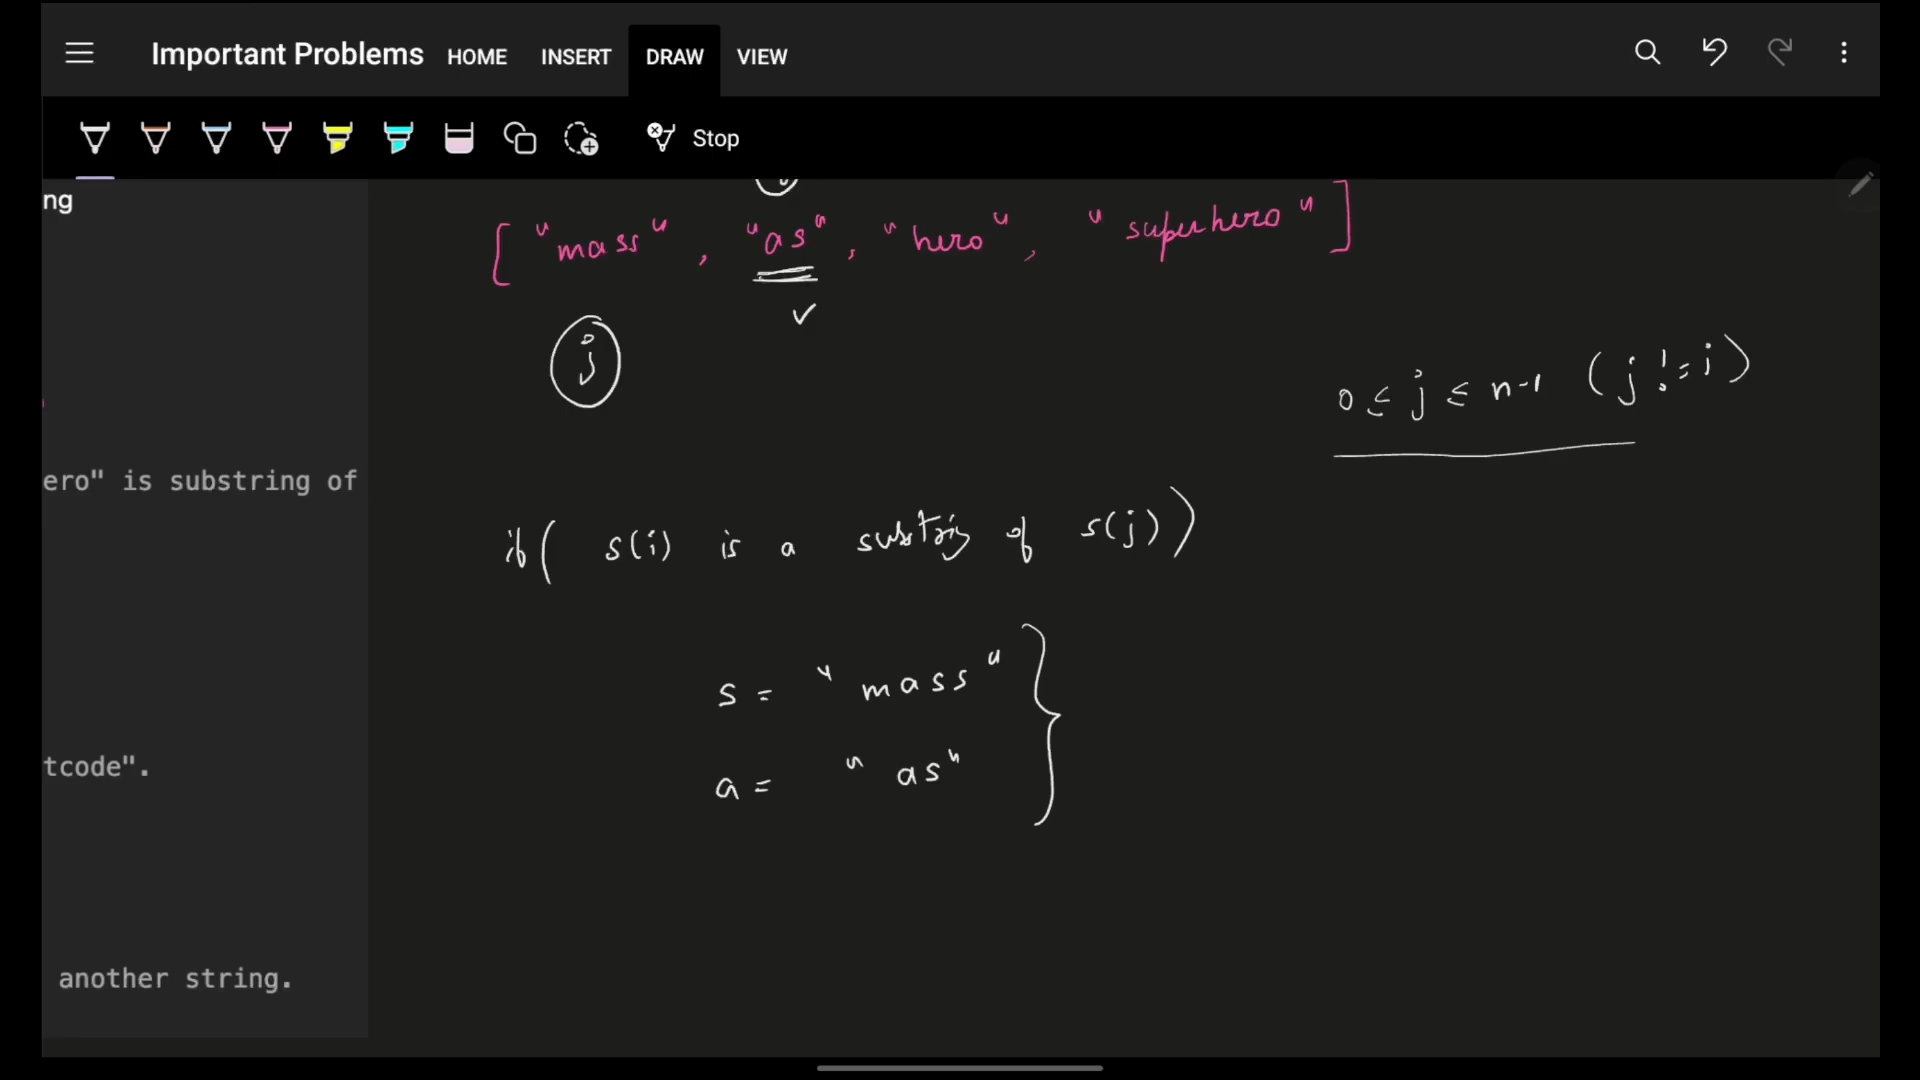 Important Problems HOME INSERT DRAW VIEW
Stop
ng
["mass", "as", "hero", "superhero"]
j
0 ≤ j ≤ n-1 (j != i)
ero" is substring of
if( s(i) is a substring of s(j))
s = "mass"
a = "as"
tcode".
another string.